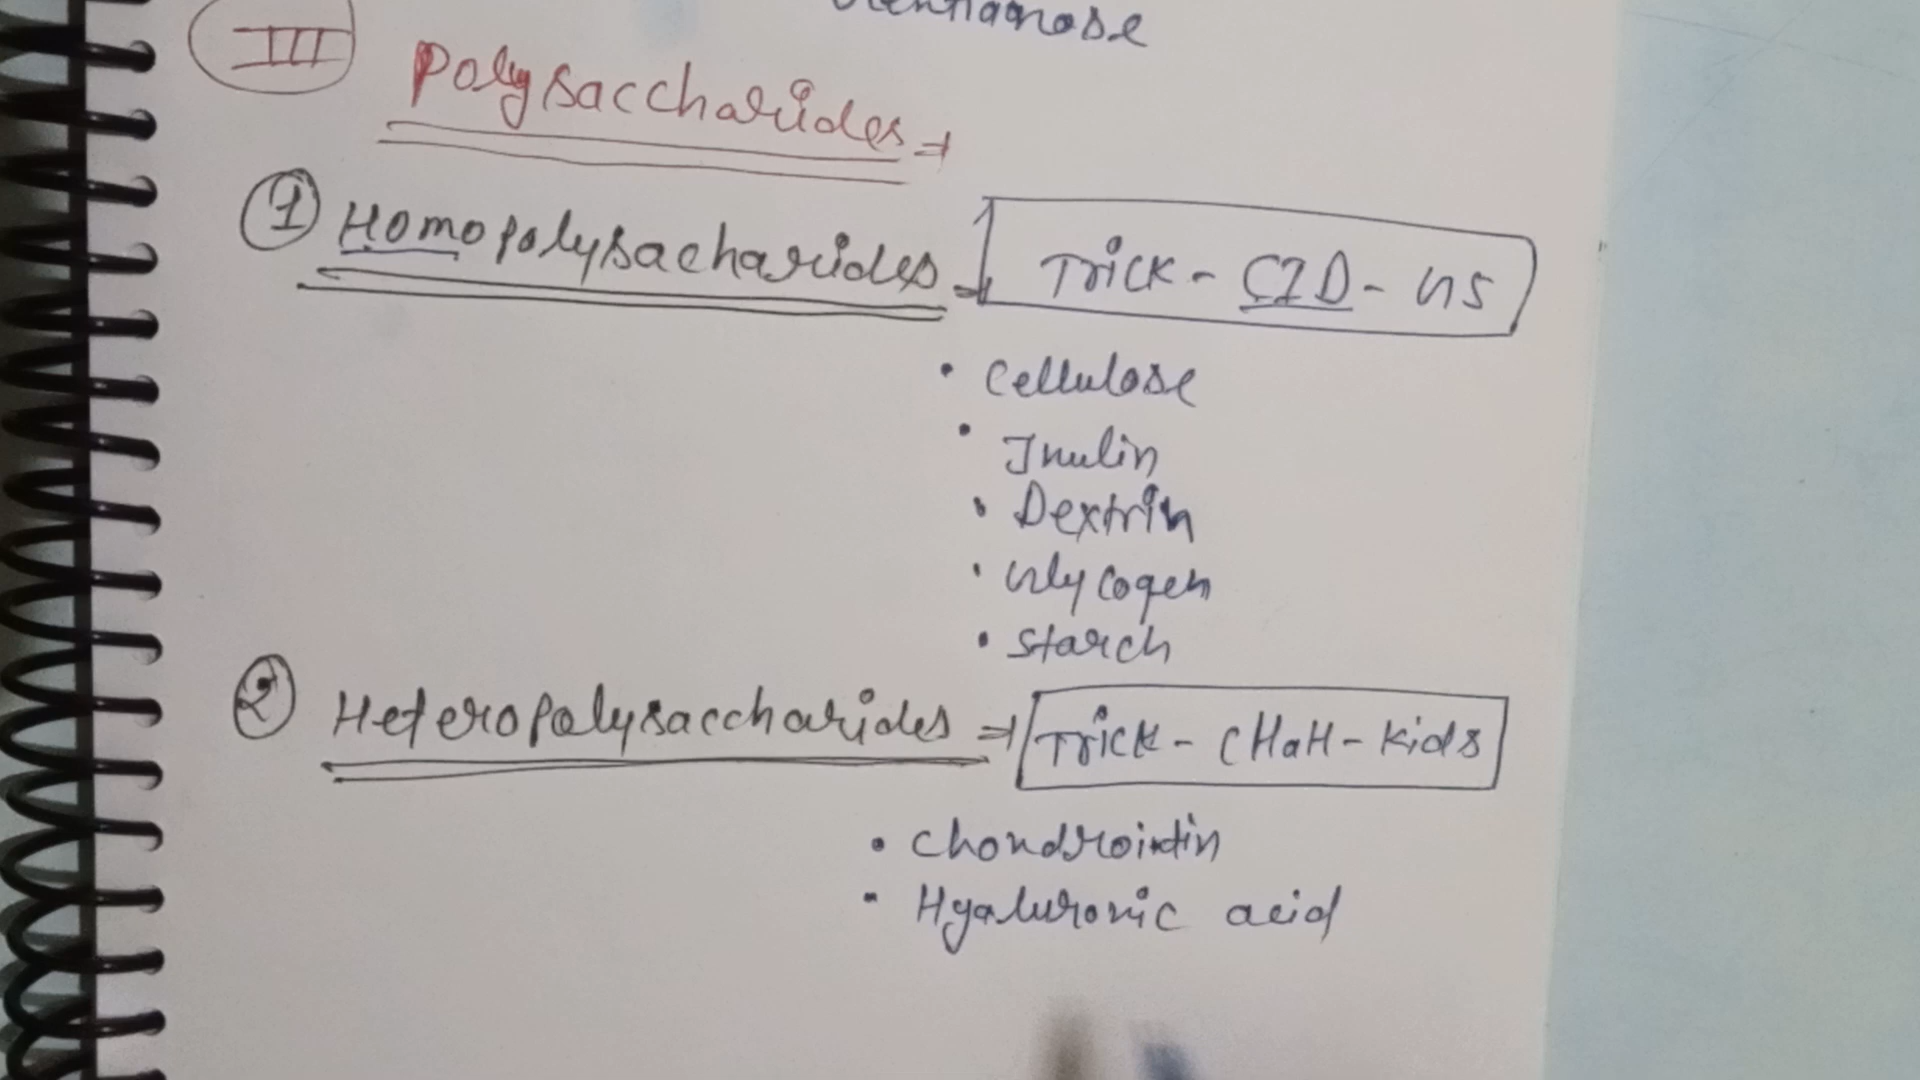 III Polysaccharides ⇒
1 Homopolysacharides ⇒ Trick - CID - GS
• Cellulose
• Inulin
• Dextrin
• Glycogen
• Starch
2 Heteropolysaccharides ⇒ Trick - CHaH - Kids
• Chondrointin
• Hyaluronic acid